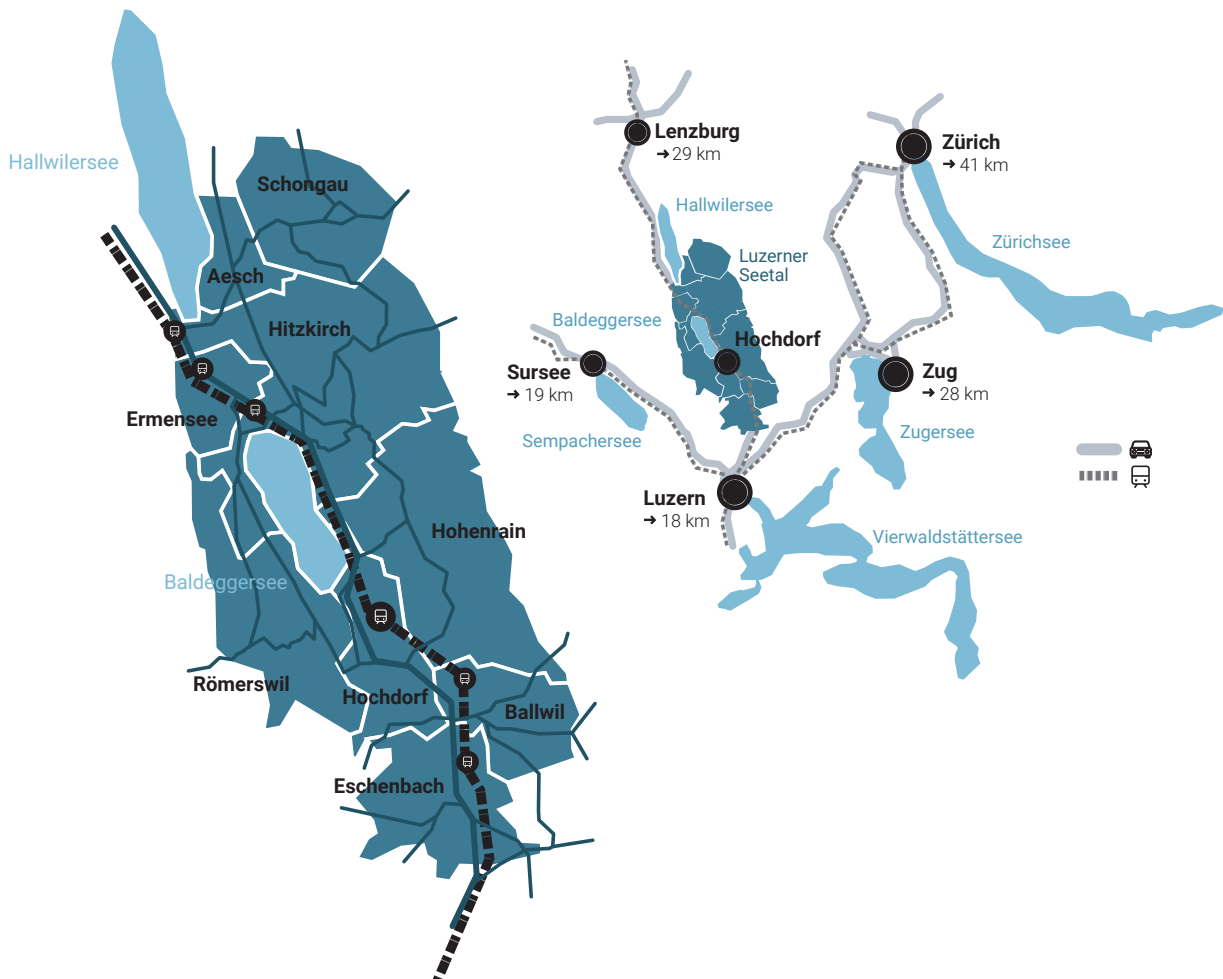 Hallwilersee
Schongau
Aesch
Hitzkirch
Ermensee
Hohenrain
Baldeggersee
Römerswil
Hochdorf
Ballwil
Eschenbach
Lenzburg
➔ 29 km
Zürich
➔ 41 km
Hallwilersee
Zürichsee
Luzerner
Seetal
Baldeggersee
Hochdorf
Sursee
➔ 19 km
Zug
➔ 28 km
Sempachersee
Zugersee
Luzern
➔ 18 km
Vierwaldstättersee